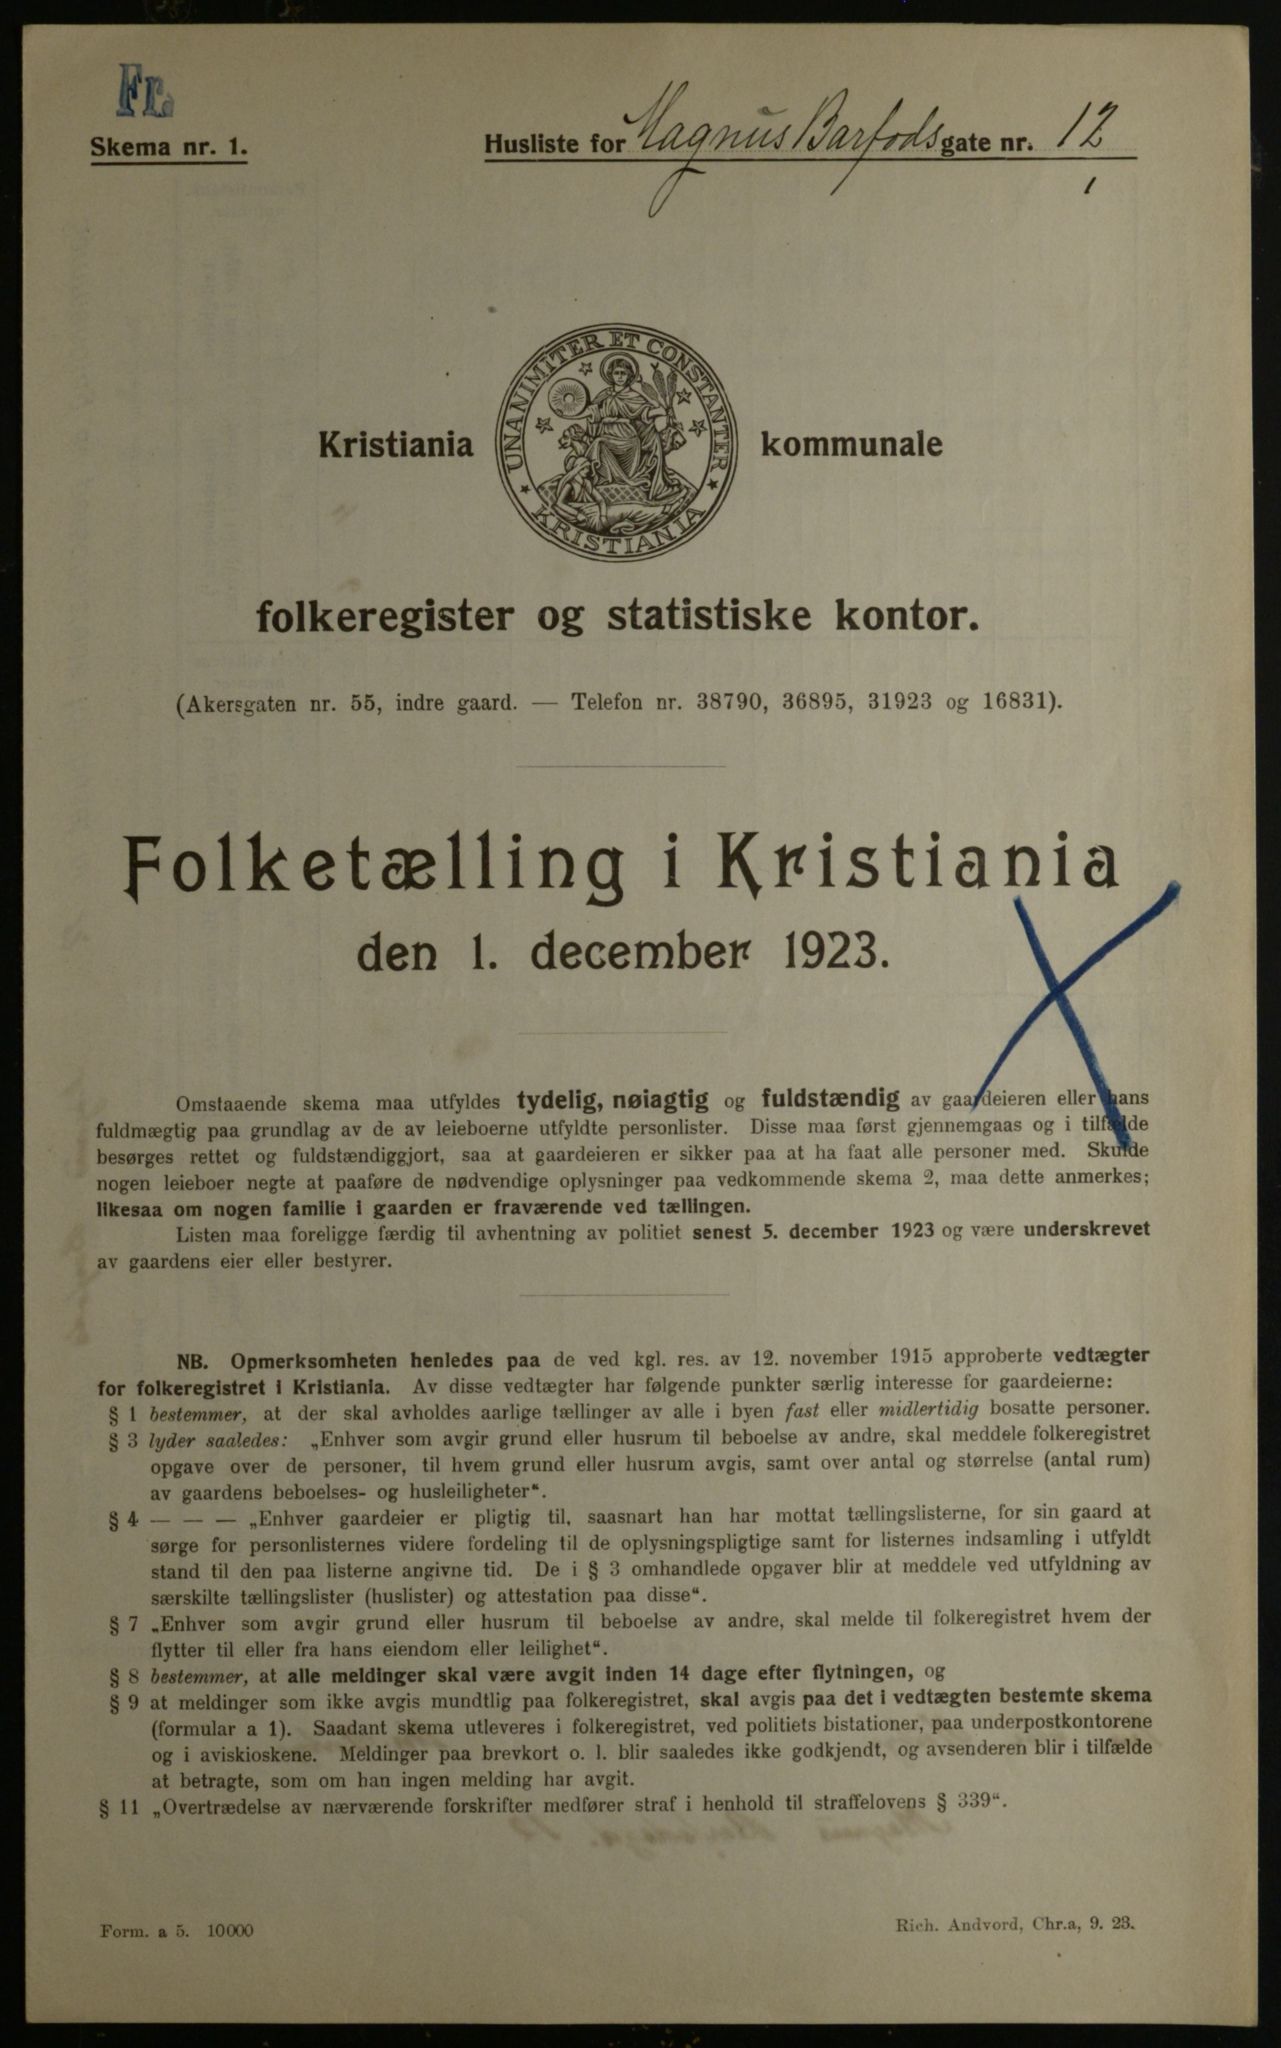 Fr.
Skema nr. 1.
Husliste for Magnus Barfods gate nr. 12
UNANIMITER ET CONSTANTER
KRISTIANIA
Kristiania kommunale
folkeregister og statistiske kontor.
(Akersgaten nr. 55, indre gaard. — Telefon nr. 38790, 36895, 31923 og 16831).
Folketælling i Kristiania
den 1. december 1923.
Omstaaende skema maa utfyldes tydelig, nøiagtig og fuldstændig av gaardeieren eller hans
fuldmægtig paa grundlag av de av leieboerne utfyldte personlister. Disse maa først gjennemgaas og i tilfælde
besørges rettet og fuldstændiggjort, saa at gaardeieren er sikker paa at ha faat alle personer med. Skulde
nogen leieboer negte at paaføre de nødvendige oplysninger paa vedkommende skema 2, maa dette anmerkes;
likesaa om nogen familie i gaarden er fraværende ved tællingen.
Listen maa foreligge færdig til avhentning av politiet senest 5. december 1923 og være underskrevet
av gaardens eier eller bestyrer.
NB. Opmerksomheten henledes paa de ved kgl. res. av 12. november 1915 approberte vedtægter
for folkeregistret i Kristiania. Av disse vedtægter har følgende punkter særlig interesse for gaardeierne:
§ 1 bestemmer, at der skal avholdes aarlige tællinger av alle i byen fast eller midlertidig bosatte personer.
§ 3 lyder saaledes: „Enhver som avgir grund eller husrum til beboelse av andre, skal meddele folkeregistret
opgave over de personer, til hvem grund eller husrum avgis, samt over antal og størrelse (antal rum)
av gaardens beboelses- og husleiligheter“.
§ 4 — — — „Enhver gaardeier er pligtig til, saasnart han har mottat tællingslisterne, for sin gaard at
sørge for personlisternes videre fordeling til de oplysningspligtige samt for listernes indsamling i utfyldt
stand til den paa listerne angivne tid. De i § 3 omhandlede opgaver blir at meddele ved utfyldning av
særskilte tællingslister (huslister) og attestation paa disse“.
§ 7 „Enhver som avgir grund eller husrum til beboelse av andre, skal melde til folkeregistret hvem der
flytter til eller fra hans eiendom eller leilighet“.
§ 8 bestemmer, at alle meldinger skal være avgit inden 14 dage efter flytningen, og
§ 9 at meldinger som ikke avgis mundtlig paa folkeregistret, skal avgis paa det i vedtægten bestemte skema
(formular a 1). Saadant skema utleveres i folkeregistret, ved politiets bistationer, paa underpostkontorene
og i aviskioskene. Meldinger paa brevkort o. l. blir saaledes ikke godkjendt, og avsenderen blir i tilfælde
at betragte, som om han ingen melding har avgit.
§ 11 „Overtrædelse av nærværende forskrifter medfører straf i henhold til straffelovens § 339“.
Form. a 5. 10000
Rich. Andvord, Chr.a, 9. 23.